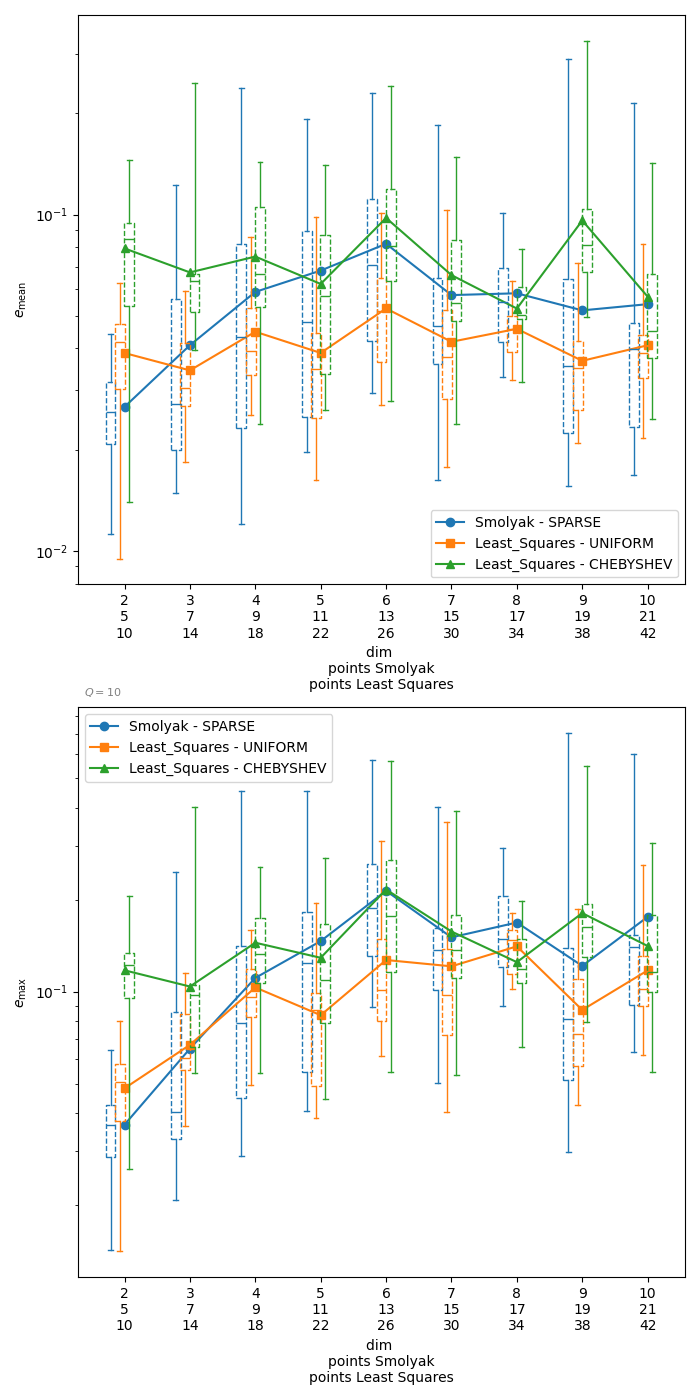 10⁻¹
e_mean
10⁻²
Smolyak - SPARSE
Least_Squares - UNIFORM
Least_Squares - CHEBYSHEV
2 3 4 5 6 7 8 9 10
5 7 9 11 13 15 17 19 21
10 14 18 22 26 30 34 38 42
dim
points Smolyak
points Least Squares
Q = 10
Smolyak - SPARSE
Least_Squares - UNIFORM
Least_Squares - CHEBYSHEV
10⁻¹
e_max
2 3 4 5 6 7 8 9 10
5 7 9 11 13 15 17 19 21
10 14 18 22 26 30 34 38 42
dim
points Smolyak
points Least Squares